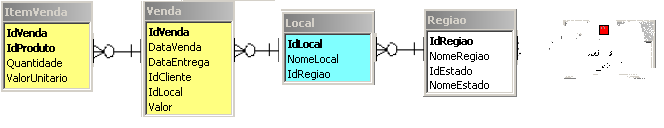 ItemVenda
IdVenda
IdProduto
Quantidade
ValorUnitario
Venda
IdVenda
DataVenda
DataEntrega
IdCliente
IdLocal
Valor
Local
IdLocal
NomeLocal
IdRegiao
Regiao
IdRegiao
NomeRegiao
IdEstado
NomeEstado